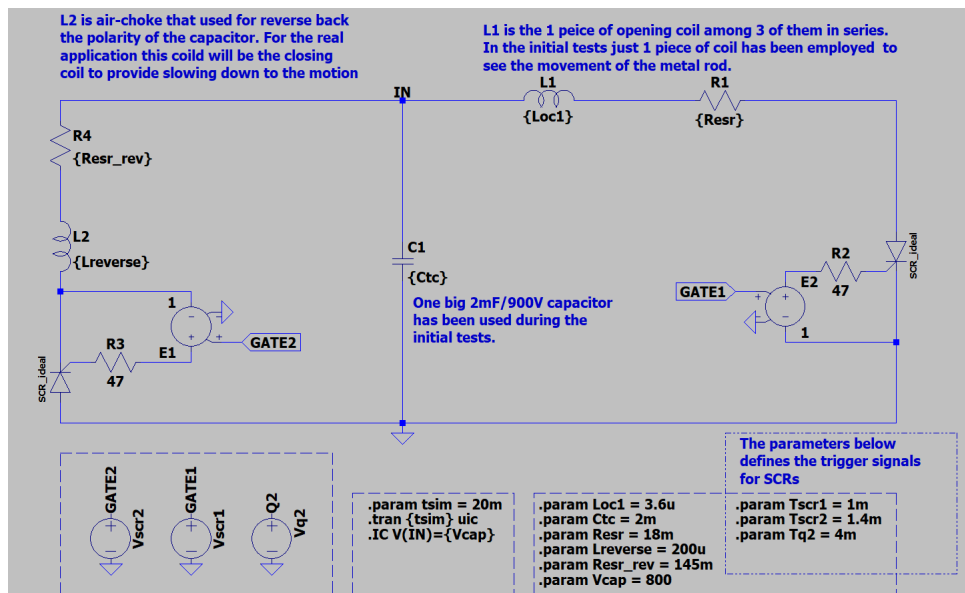 L2 is air-choke that used for reverse back
the polarity of the capacitor. For the real
application this coild will be the closing
coil to provide slowing down to the motion
L1 is the 1 peice of opening coil among 3 of them in series.
In the initial tests just 1 piece of coil has been employed to
see the movement of the metal rod.
IN
L1
{Loc1}
R1
{Resr}
R4
{Resr_rev}
L2
{Lreverse}
C1
{Ctc}
One big 2mF/900V capacitor
has been used during the
initial tests.
1
E1
GATE2
R3
47
SCR_ideal
GATE1
E2
1
R2
47
SCR_ideal
The parameters below
defines the trigger signals
for SCRs
GATE2
Vscr2
GATE1
Vscr1
Q2
Vq2
.param tsim = 20m
.tran {tsim} uic
.IC V(IN)={Vcap}
.param Loc1 = 3.6u
.param Ctc = 2m
.param Resr = 18m
.param Lreverse = 200u
.param Resr_rev = 145m
.param Vcap = 800
.param Tscr1 = 1m
.param Tscr2 = 1.4m
.param Tq2 = 4m